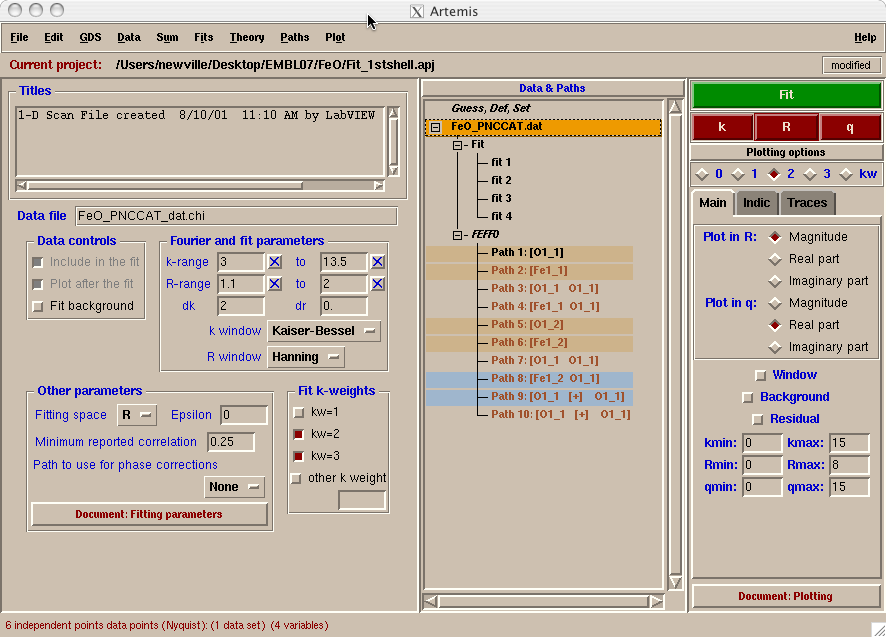 Artemis
File Edit GDS Data Sum Fits Theory Paths Plot Help
Current project: /Users/newville/Desktop/EMBL07/FeO/Fit_1stshell.apj modified
Titles
1-D Scan File created 8/10/01 11:10 AM by LabVIEW
Data file FeO_PNCCAT_dat.chi
Data controls
Include in the fit
Plot after the fit
Fit background
Fourier and fit parameters
k-range 3 to 13.5
R-range 1.1 to 2
dk 2 dr 0.
k window Kaiser-Bessel
R window Hanning
Other parameters
Fitting space R Epsilon 0
Minimum reported correlation 0.25
Path to use for phase corrections
None
Document: Fitting parameters
Fit k-weights
kw=1
kw=2
kw=3
other k weight
Data & Paths
Guess, Def, Set
FeO_PNCCAT.dat
Fit
fit 1
fit 2
fit 3
fit 4
FEFF0
Path 1: [O1_1]
Path 2: [Fe1_1]
Path 3: [O1_1 O1_1]
Path 4: [Fe1_1 O1_1]
Path 5: [O1_2]
Path 6: [Fe1_2]
Path 7: [O1_1 O1_1]
Path 8: [Fe1_2 O1_1]
Path 9: [O1_1 [+] O1_1]
Path 10: [O1_1 [+] O1_1]
Fit
k R q
Plotting options
0 1 2 3 kw
Main Indic Traces
Plot in R: Magnitude
Real part
Imaginary part
Plot in q: Magnitude
Real part
Imaginary part
Window
Background
Residual
kmin: 0 kmax: 15
Rmin: 0 Rmax: 8
qmin: 0 qmax: 15
Document: Plotting
6 independent points data points (Nyquist): (1 data set) (4 variables)